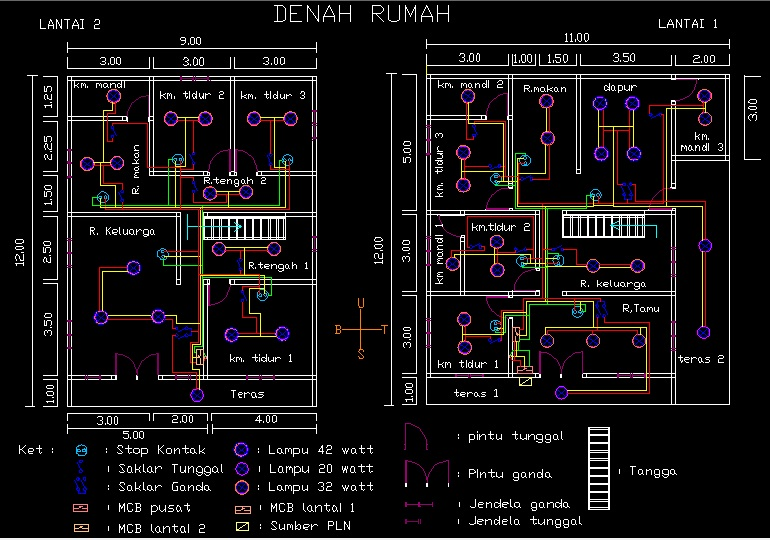 DENAH RUMAH
LANTAI 2
LANTAI 1
9.00
11.00
3.00 3.00 3.00
3.00 1.00 1.50 3.50 2.00
km. mandi
km. tidur 2
km. tidur 3
km. mandi 2
R.makan
dapur
1.25
3.00
km. mandi 3
2.25
R. makan
km. tidur 3
5.00
R.tengah 2
1.50
12.00
12.00
R. Keluarga
2.50
R.tengah 1
km mandi 1
km.tidur 2
3.00
R. keluarga
U
B T
S
3.50
km. tidur 1
R,Tamu
3.00
km tidur 1
teras 2
Teras
1.00
teras 1
1.00
3.00 2.00 4.00
5.00
Ket :
: Stop Kontak
: Saklar Tunggal
: Saklar Ganda
: MCB pusat
: MCB lantai 2
: Lampu 42 watt
: Lampu 20 watt
: Lampu 32 watt
: MCB lantai 1
: Sumber PLN
: pintu tunggal
: Pintu ganda
: Jendela ganda
: Jendela tunggal
: Tangga